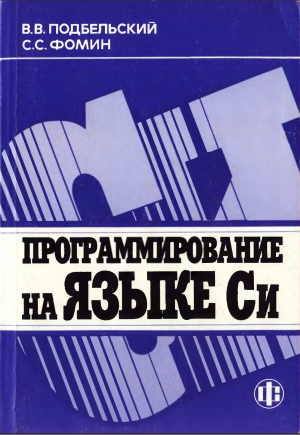 В.В. ПОДБЕЛЬСКИЙ
С.С. ФОМИН
ПРОГРАММИРОВАНИЕ
НА ЯЗЫКЕ СИ